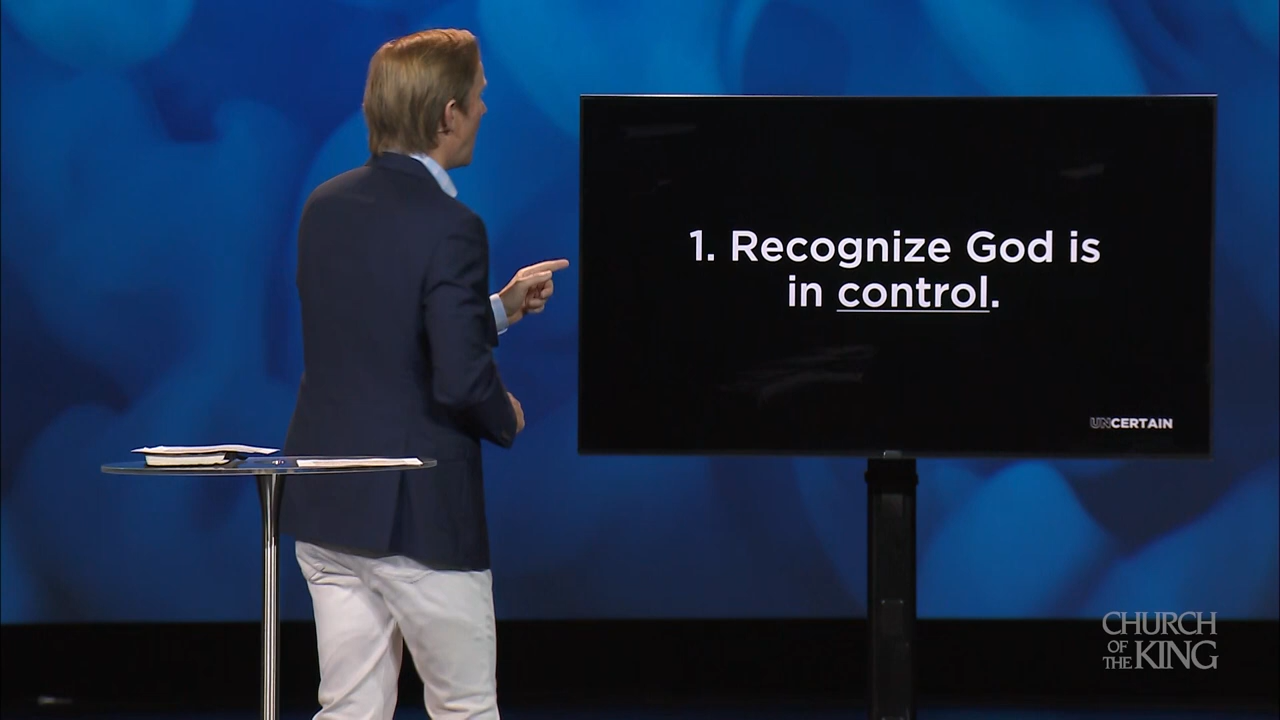 1. Recognize God is
in control.
UNCERTAIN
CHURCH
OF
THE KING